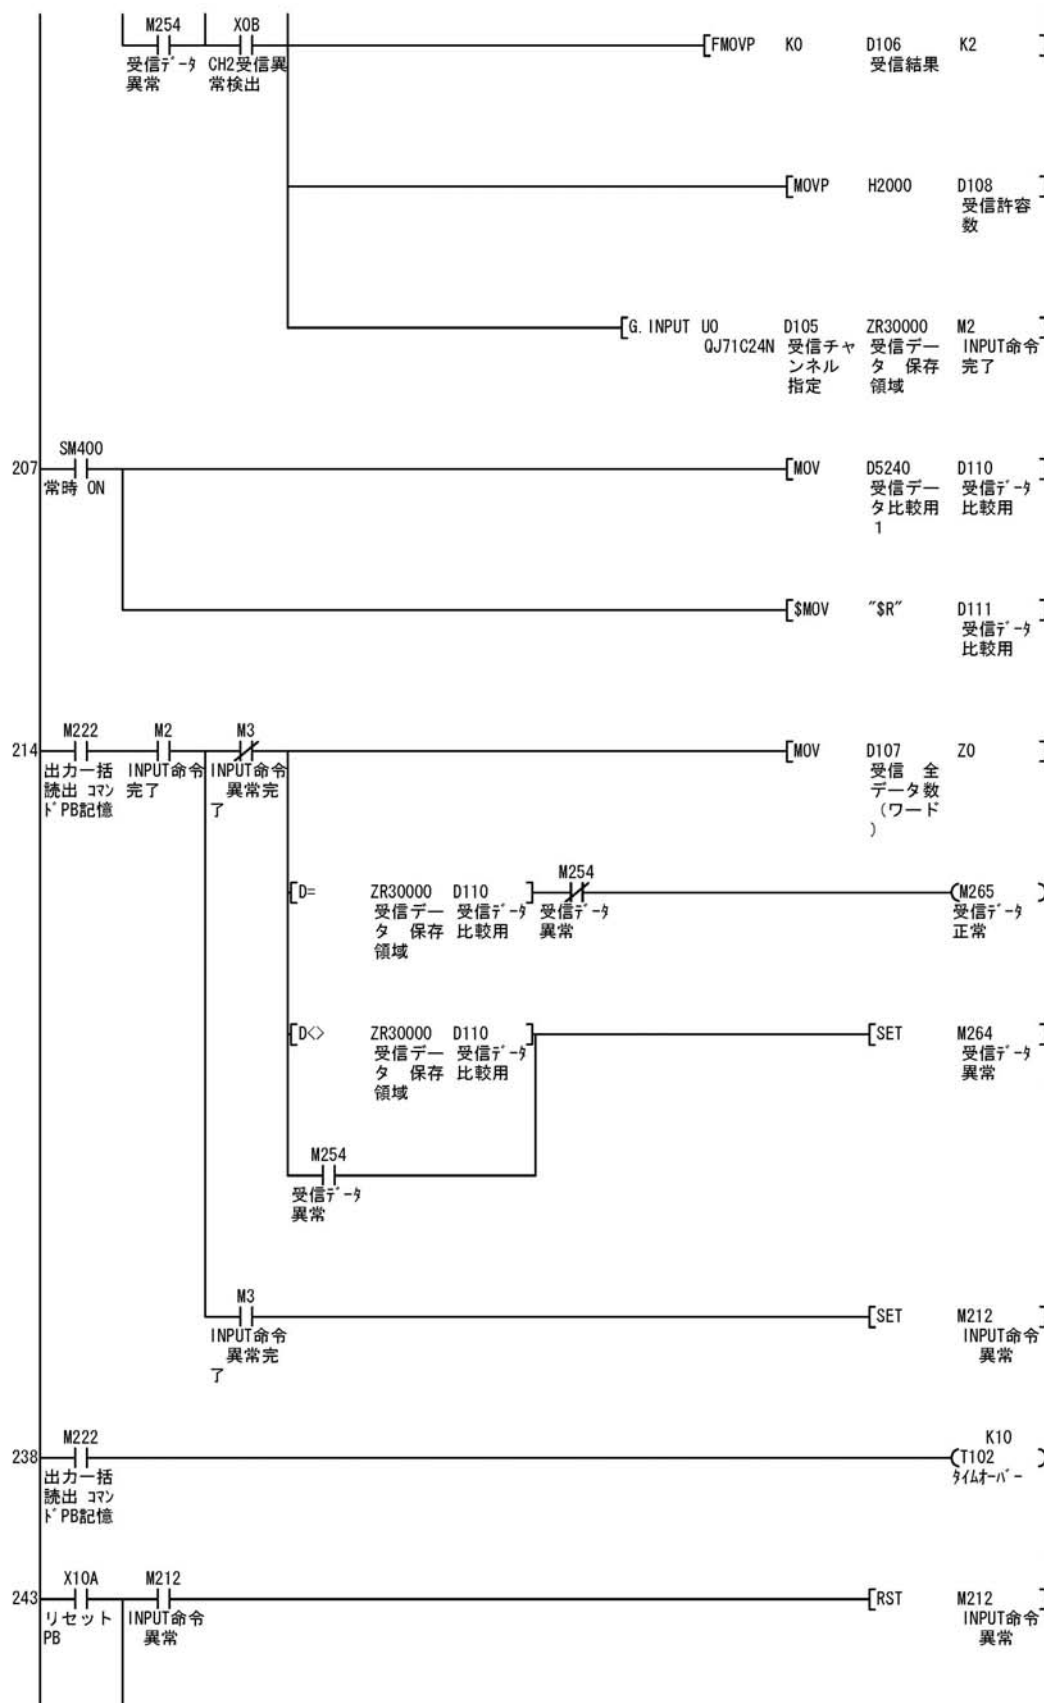 M254 X0B
[FMOVP K0 D106 K2 ]
受信ﾃﾞｰﾀ CH2受信異 受信結果
異常 常検出
[MOVP H2000 D108 ]
受信許容
数
[G.INPUT U0 D105 ZR30000 M2 ]
QJ71C24N 受信チャ 受信デー INPUT命令
ンネル タ 保存 完了
指定 領域
SM400
207 [MOV D5240 D110 ]
常時 ON 受信デー 受信ﾃﾞｰﾀ
タ比較用 比較用
1
[$MOV "$R" D111 ]
受信ﾃﾞｰﾀ
比較用
M222 M2 M3
214 [MOV D107 Z0 ]
出力一括 INPUT命令 INPUT命令 受信 全
読出 ｺﾏﾝ 完了 異常完 データ数
ﾄﾞPB記憶 了 (ワード
)
M254
[D= ZR30000 D110 ] (M265 )
受信デー 受信ﾃﾞｰﾀ 受信ﾃﾞｰﾀ 受信ﾃﾞｰﾀ
タ 保存 比較用 異常 正常
領域
[D<> ZR30000 D110 ] [SET M264 ]
受信デー 受信ﾃﾞｰﾀ 受信ﾃﾞｰﾀ
タ 保存 比較用 異常
領域
M254
受信ﾃﾞｰﾀ
異常
M3
[SET M212 ]
INPUT命令 INPUT命令
異常完 異常
了
M222 K10
238 (T102 )
出力一括 ﾀｲﾑｵｰﾊﾞｰ
読出 ｺﾏﾝ
ﾄﾞPB記憶
X10A M212
243 [RST M212 ]
リセット INPUT命令 INPUT命令
PB 異常 異常